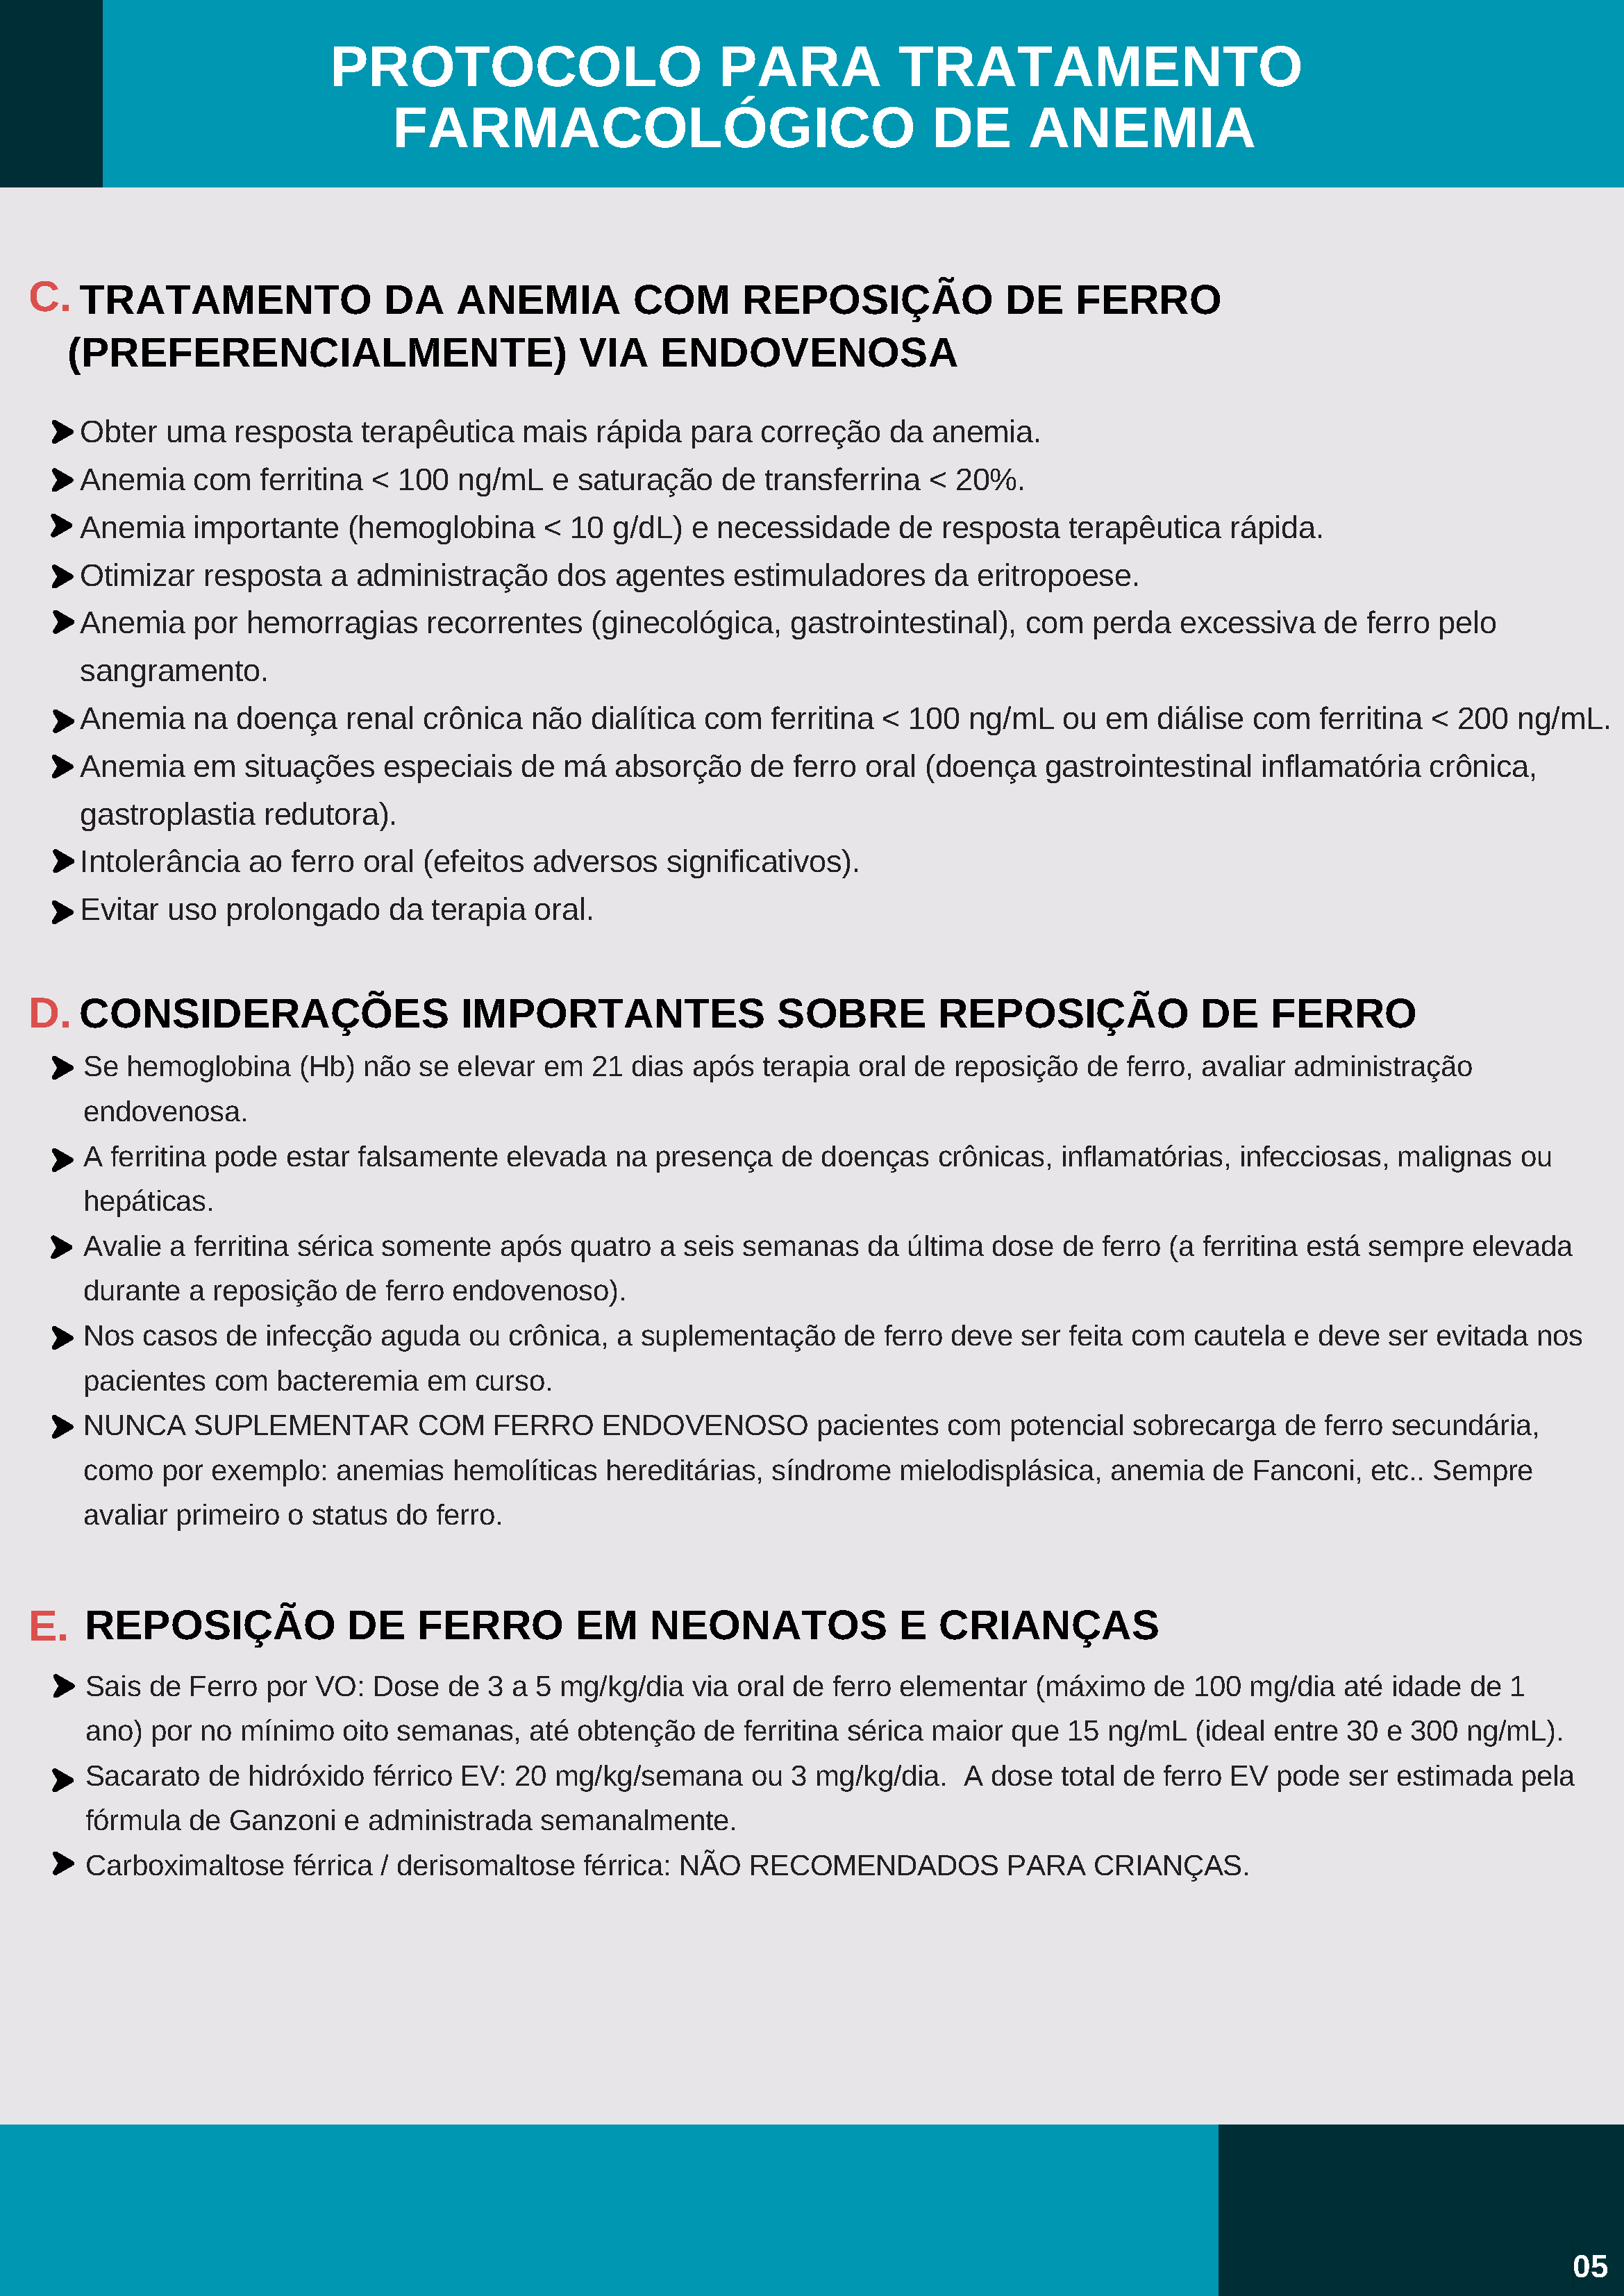 PROTOCOLO PARA TRATAMENTO
FARMACOLÓGICO DE ANEMIA
C. TRATAMENTO DA ANEMIA COM REPOSIÇÃO DE FERRO
(PREFERENCIALMENTE) VIA ENDOVENOSA
Obter uma resposta terapêutica mais rápida para correção da anemia.
Anemia com ferritina < 100 ng/mL e saturação de transferrina < 20%.
Anemia importante (hemoglobina < 10 g/dL) e necessidade de resposta terapêutica rápida.
Otimizar resposta a administração dos agentes estimuladores da eritropoese.
Anemia por hemorragias recorrentes (ginecológica, gastrointestinal), com perda excessiva de ferro pelo
sangramento.
Anemia na doença renal crônica não dialítica com ferritina < 100 ng/mL ou em diálise com ferritina < 200 ng/mL.
Anemia em situações especiais de má absorção de ferro oral (doença gastrointestinal inflamatória crônica,
gastroplastia redutora).
Intolerância ao ferro oral (efeitos adversos significativos).
Evitar uso prolongado da terapia oral.
D. CONSIDERAÇÕES IMPORTANTES SOBRE REPOSIÇÃO DE FERRO
Se hemoglobina (Hb) não se elevar em 21 dias após terapia oral de reposição de ferro, avaliar administração
endovenosa.
A ferritina pode estar falsamente elevada na presença de doenças crônicas, inflamatórias, infecciosas, malignas ou
hepáticas.
Avalie a ferritina sérica somente após quatro a seis semanas da última dose de ferro (a ferritina está sempre elevada
durante a reposição de ferro endovenoso).
Nos casos de infecção aguda ou crônica, a suplementação de ferro deve ser feita com cautela e deve ser evitada nos
pacientes com bacteremia em curso.
NUNCA SUPLEMENTAR COM FERRO ENDOVENOSO pacientes com potencial sobrecarga de ferro secundária,
como por exemplo: anemias hemolíticas hereditárias, síndrome mielodisplásica, anemia de Fanconi, etc.. Sempre
avaliar primeiro o status do ferro.
E. REPOSIÇÃO DE FERRO EM NEONATOS E CRIANÇAS
Sais de Ferro por VO: Dose de 3 a 5 mg/kg/dia via oral de ferro elementar (máximo de 100 mg/dia até idade de 1
ano) por no mínimo oito semanas, até obtenção de ferritina sérica maior que 15 ng/mL (ideal entre 30 e 300 ng/mL).
Sacarato de hidróxido férrico EV: 20 mg/kg/semana ou 3 mg/kg/dia. A dose total de ferro EV pode ser estimada pela
fórmula de Ganzoni e administrada semanalmente.
Carboximaltose férrica / derisomaltose férrica: NÃO RECOMENDADOS PARA CRIANÇAS.
05